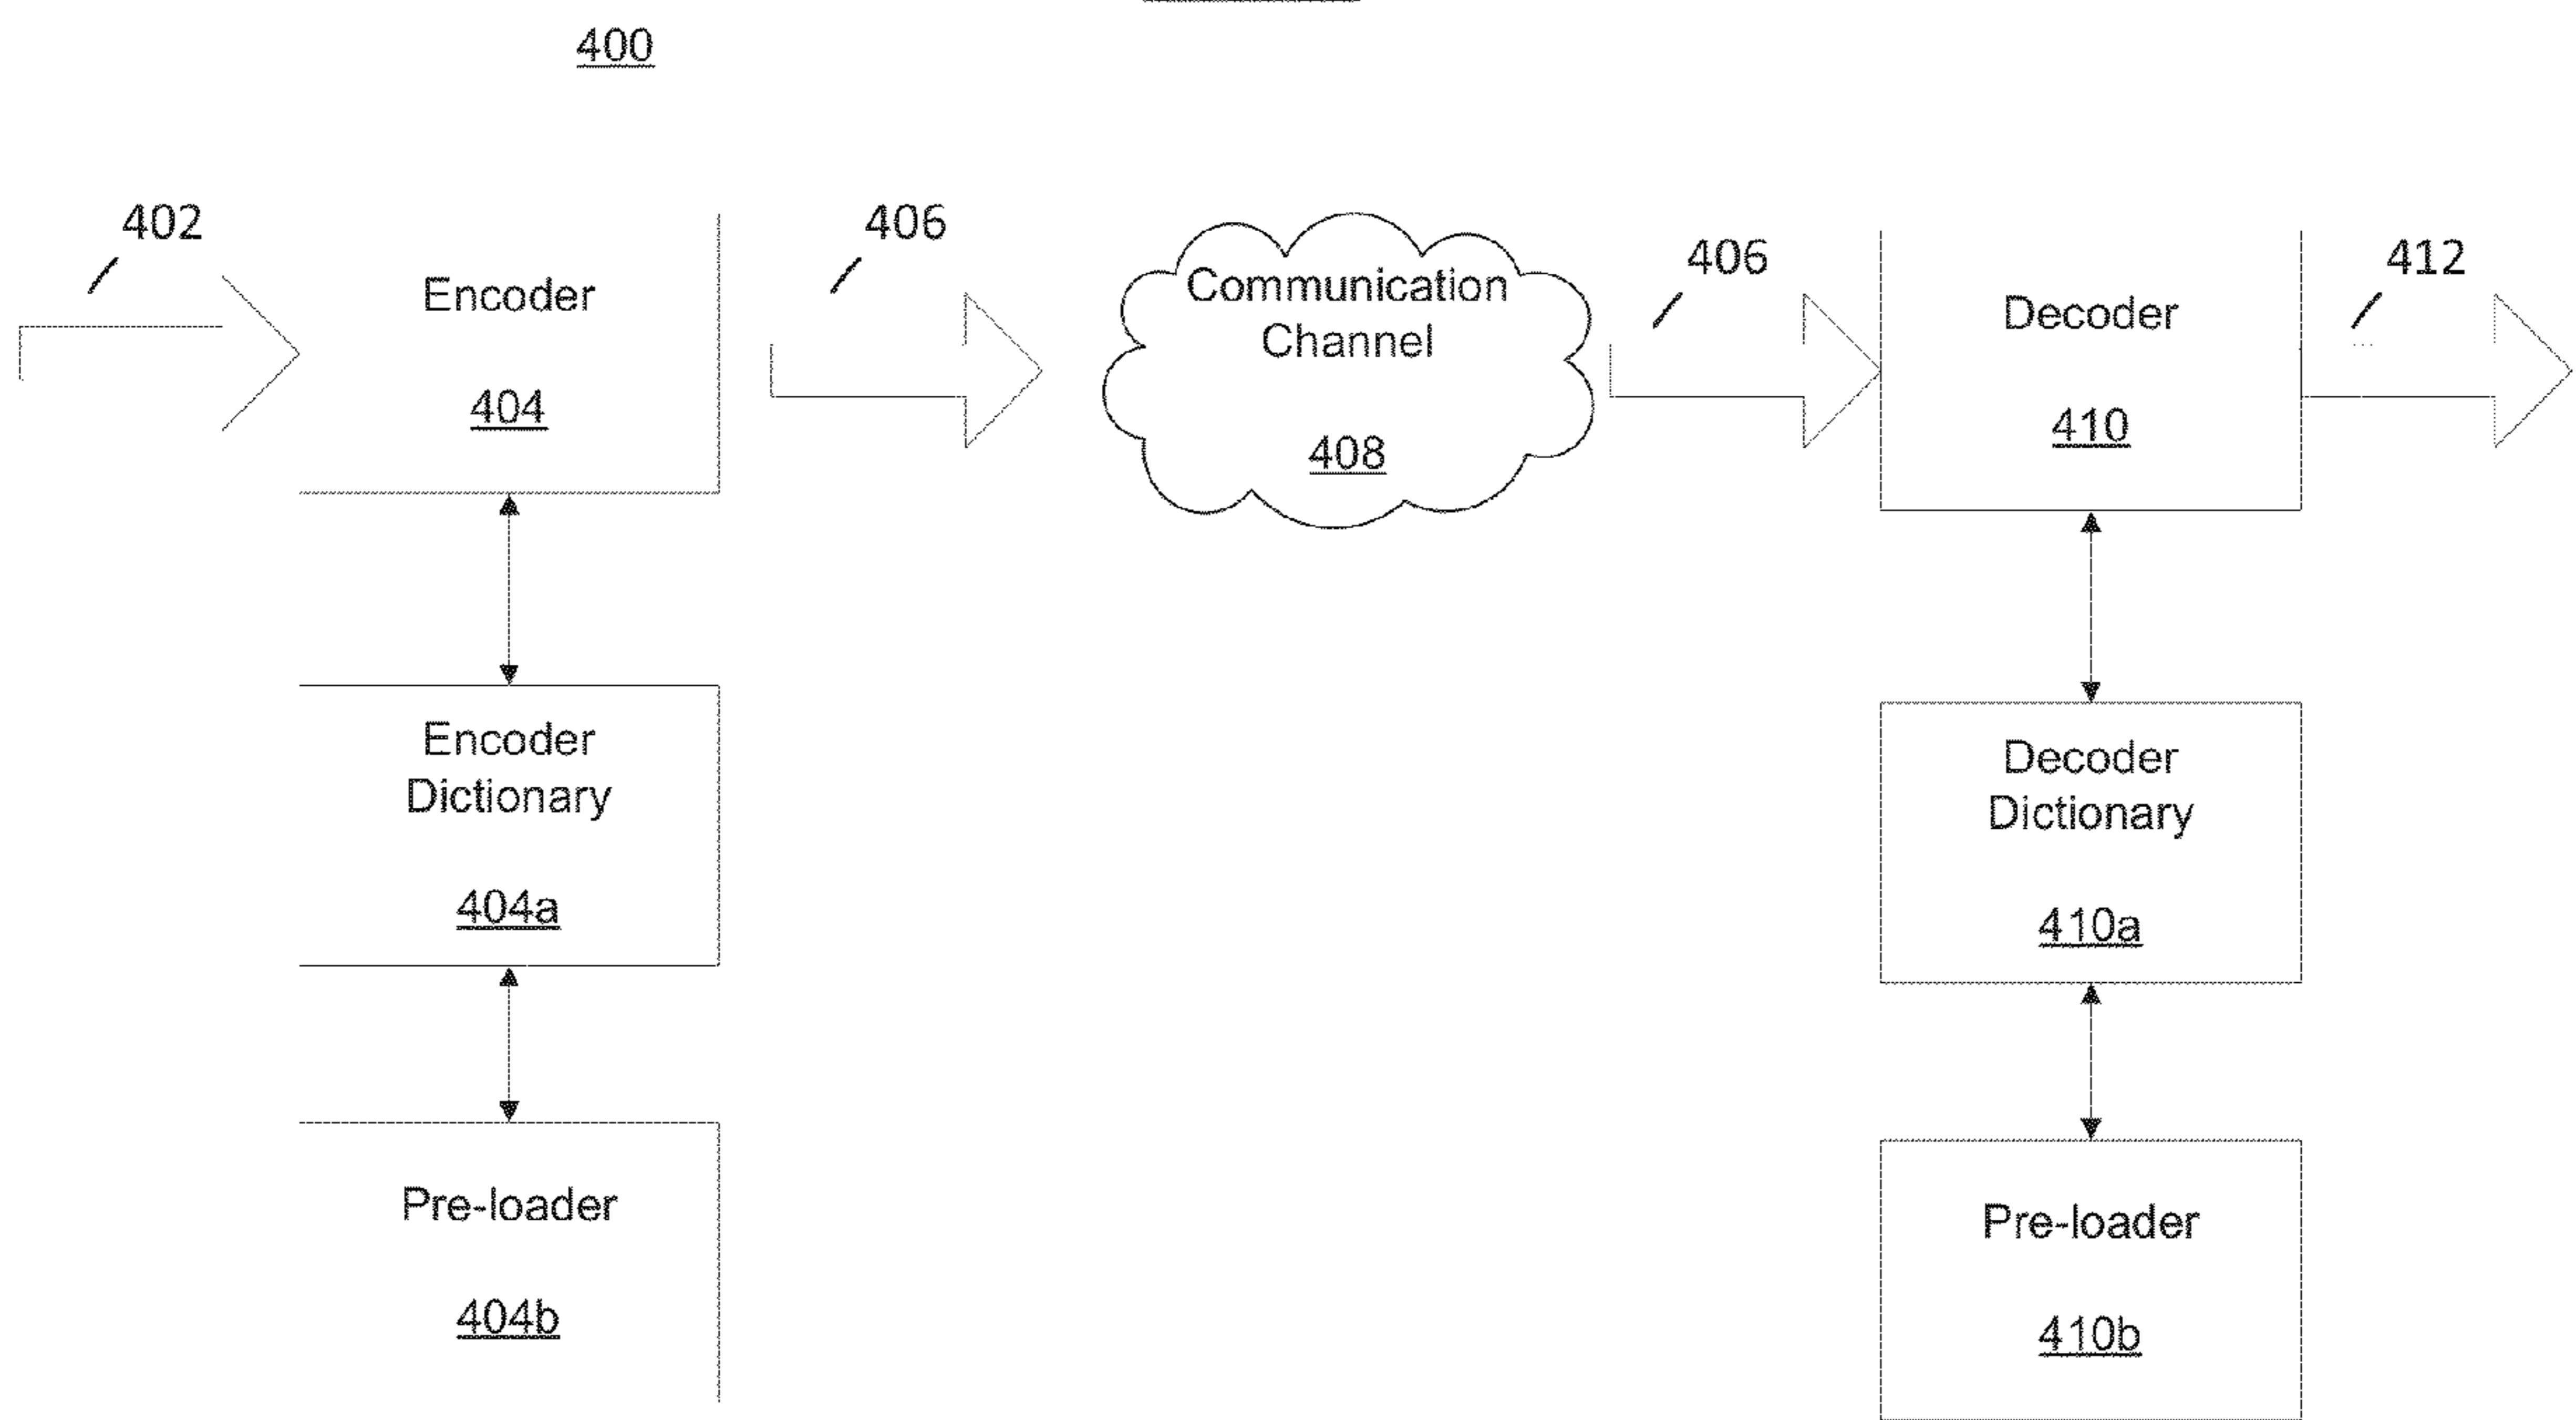 400
402
406
406
412
Encoder
404
Communication
Channel
408
Decoder
410
Encoder
Dictionary
404a
Decoder
Dictionary
410a
Pre-loader
404b
Pre-loader
410b